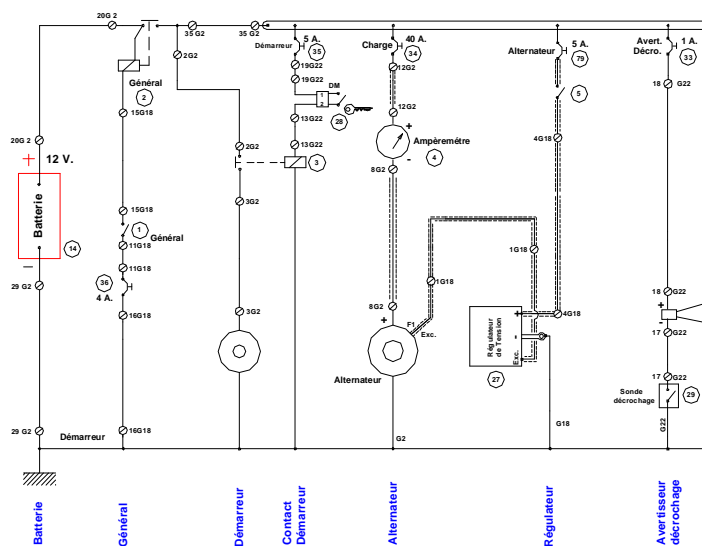 20G 2
35 G2
35 G2
2G2
Général
2
15G18
20G 2
+ 12 V.
Batterie
14
−
15G18
1
Général
11G18
11G18
36
4 A.
29 G2
16G18
29 G2
16G18
Démarreur
2G2
3G2
3G2
5 A.
Démarreur
35
19G22
19G22
DM
1
2
28
13G22
13G22
3
40 A.
Charge
34
12G2
12G2
+
Ampèremétre
4
-
8G2
8G2
+
F1
Exc.
Alternateur
G2
1G18
1G18
5 A.
Alternateur
79
5
4G18
4G18
Régulateur
de Tension
+
-
Exc.
27
G18
Avert.
Décro.
1 A.
33
18 G22
18 G22
+
-
17 G22
17 G22
Sonde
décrochage
29
G22
Batterie
Général
Démarreur
Contact
Démarreur
Alternateur
Régulateur
Avertisseur
décrochage